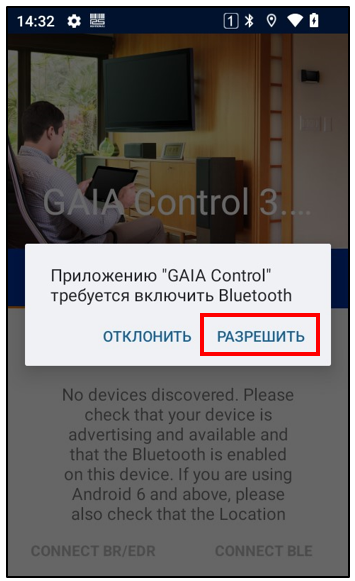 14:32
1
GAIA Control 3....
Приложению "GAIA Control"
требуется включить Bluetooth
ОТКЛОНИТЬ
РАЗРЕШИТЬ
No devices discovered. Please
check that your device is
advertising and available and
that the Bluetooth is enabled
on this device. If you are using
Android 6 and above, please
also check that the Location
CONNECT BR/EDR
CONNECT BLE